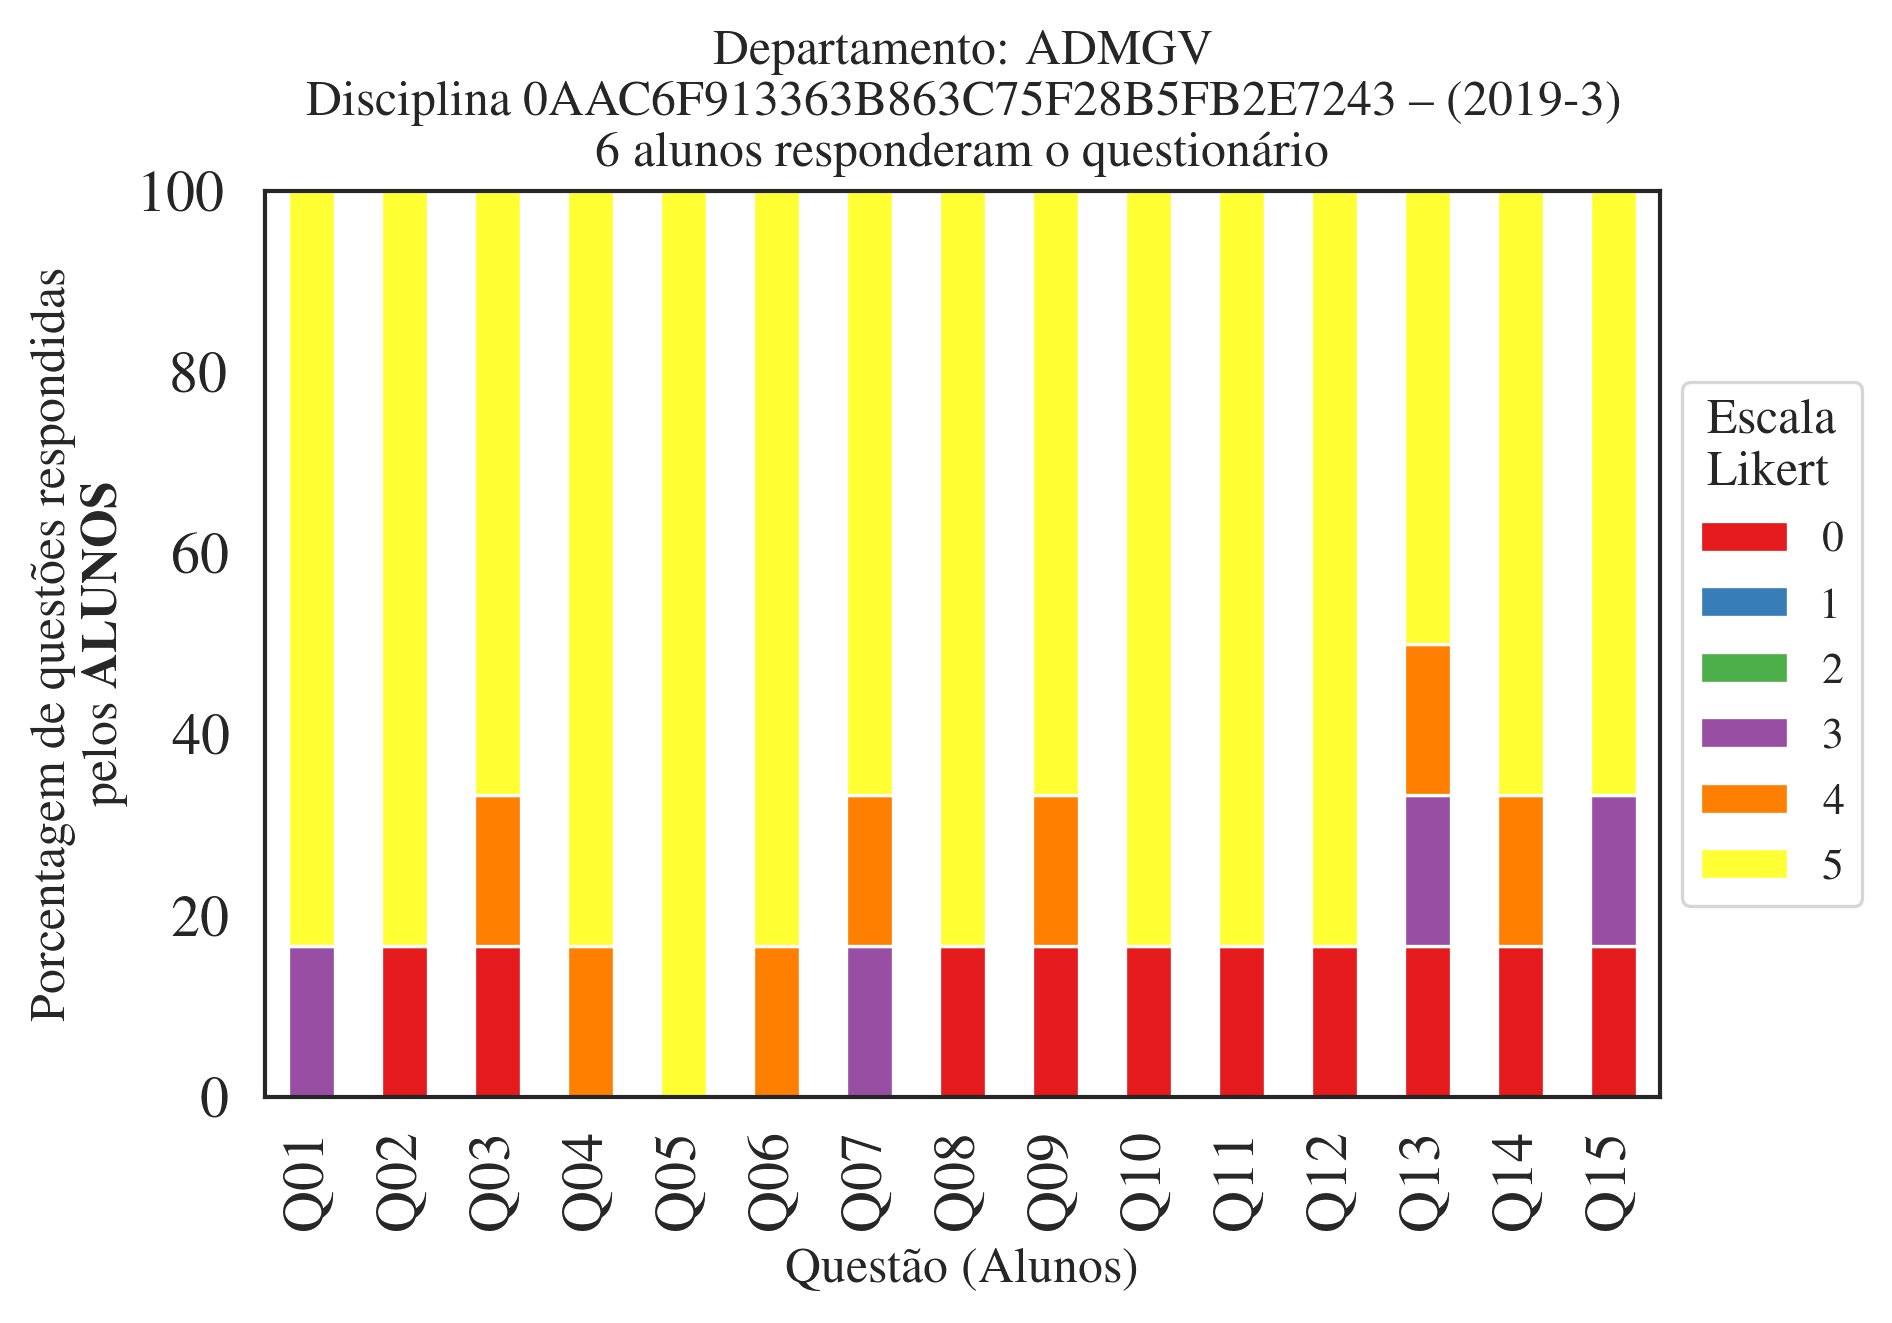 Departamento: ADMGV
Disciplina 0AAC6F913363B863C75F28B5FB2E7243 – (2019-3)
6 alunos responderam o questionário
Porcentagem de questões respondidas
pelos ALUNOS
100
80
60
40
20
0
Q01
Q02
Q03
Q04
Q05
Q06
Q07
Q08
Q09
Q10
Q11
Q12
Q13
Q14
Q15
Questão (Alunos)
Escala
Likert
0
1
2
3
4
5